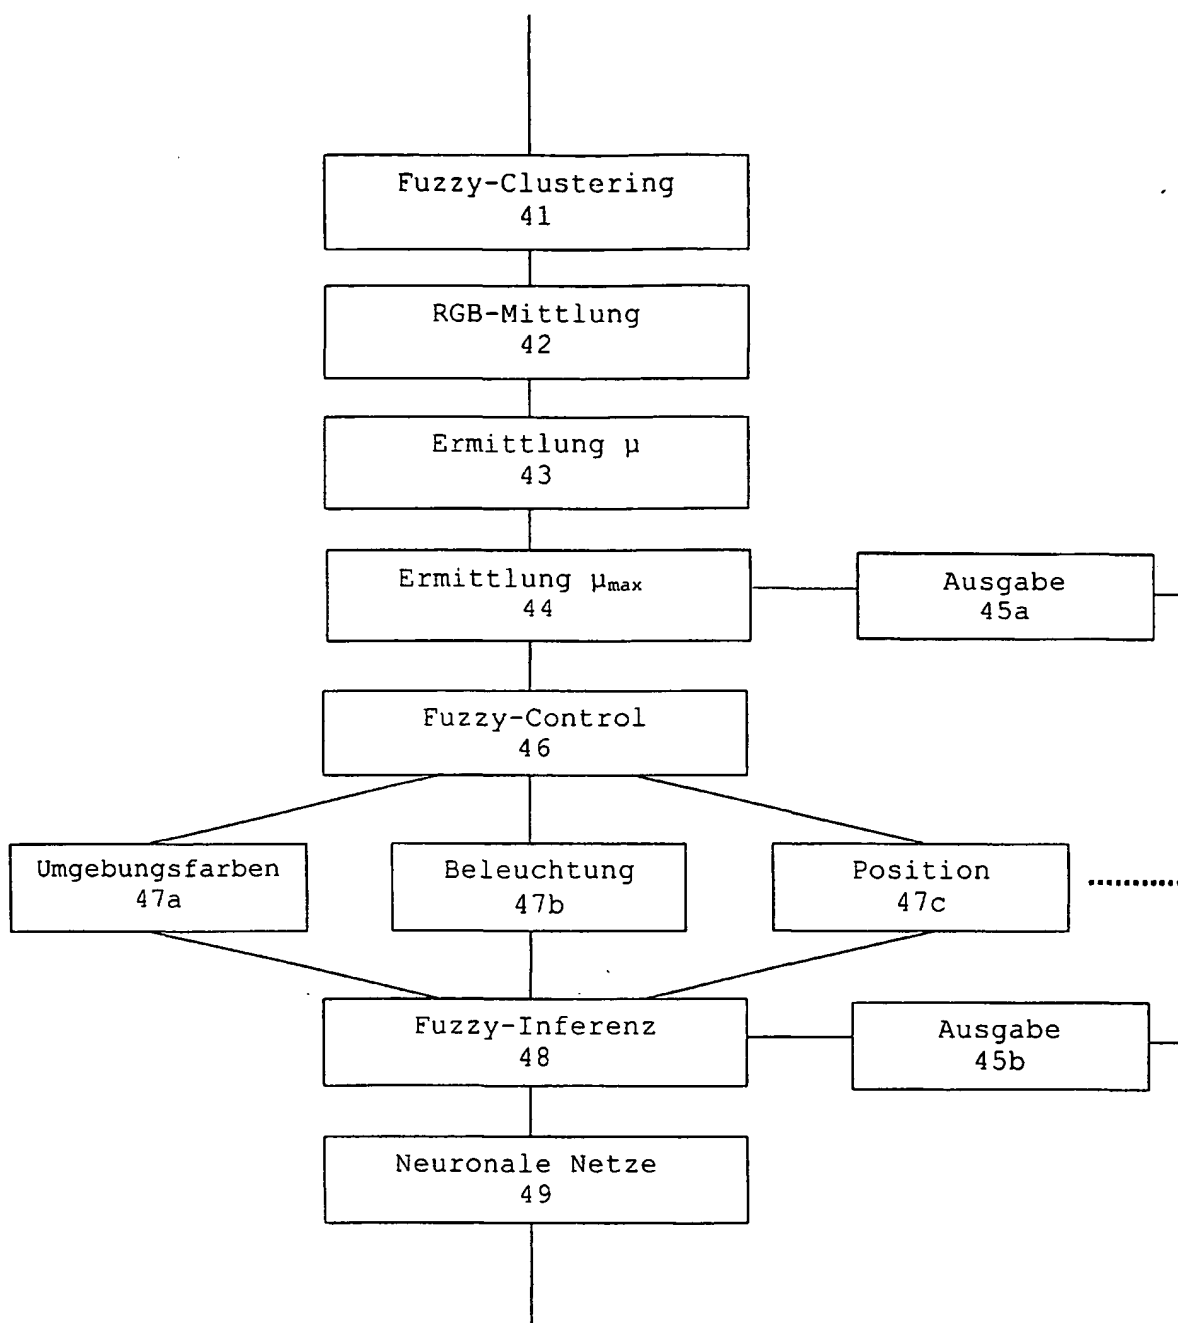 Fuzzy-Clustering
41
RGB-Mittlung
42
Ermittlung µ
43
Ermittlung µmax
44
Ausgabe
45a
Fuzzy-Control
46
Umgebungsfarben
47a
Beleuchtung
47b
Position
47c
Fuzzy-Inferenz
48
Ausgabe
45b
Neuronale Netze
49